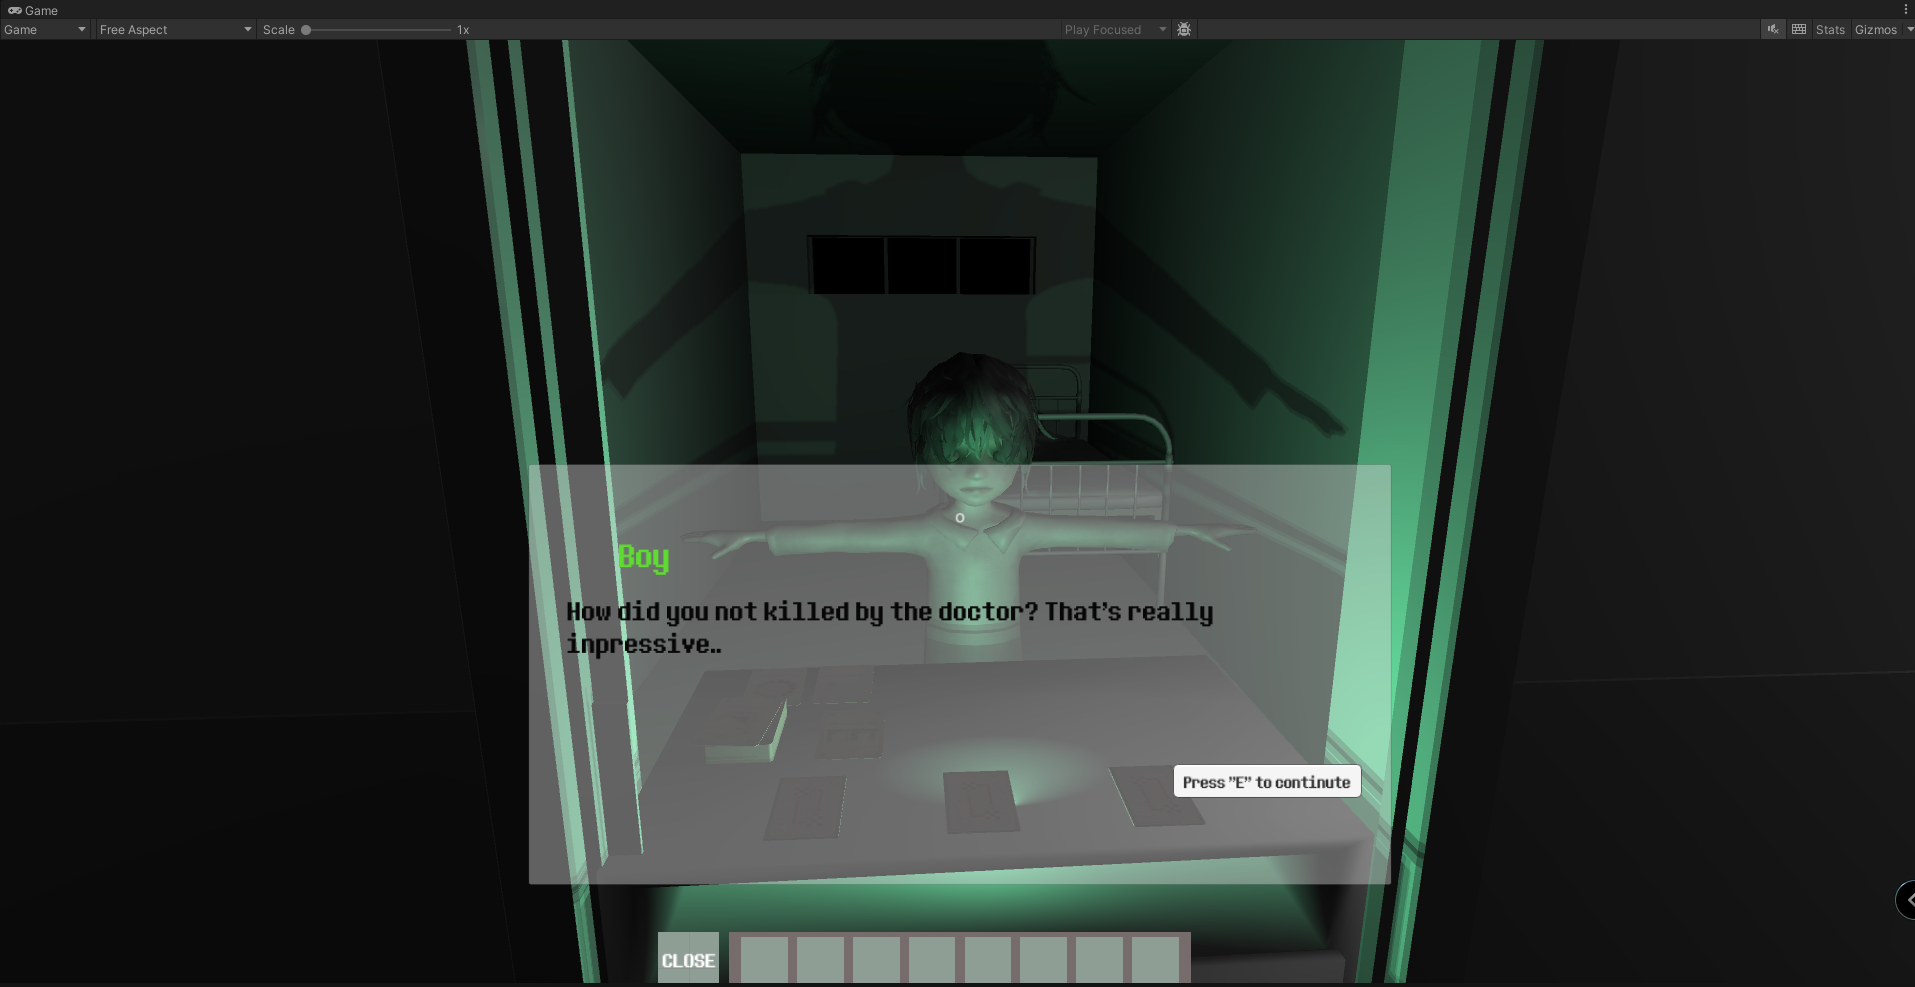 Game
Game
Free Aspect
Scale
1x
Play Focused
Stats
Gizmos
Boy
How did you not killed by the doctor? That's really
inpressive..
Press "E" to continute
CLOSE